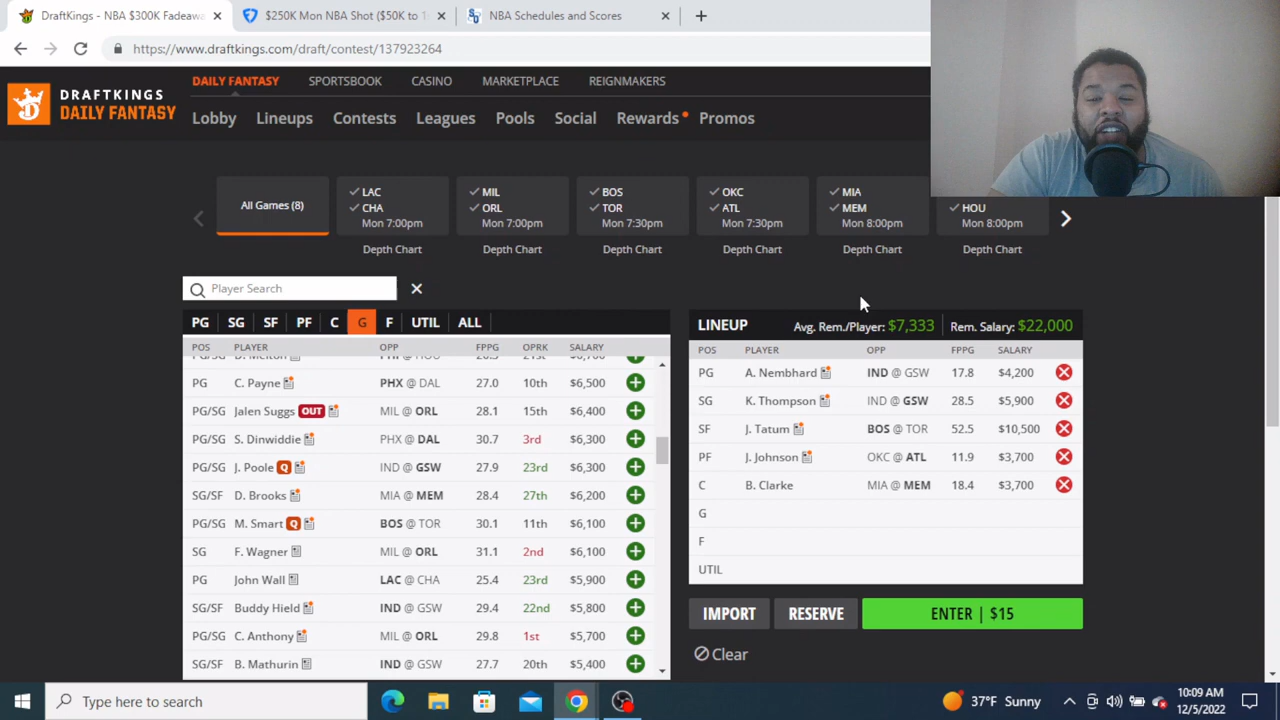 DraftKings - NBA $300K Fadeawa
$250K Mon NBA Shot ($50K to 1
NBA Schedules and Scores
https://www.draftkings.com/draft/contest/137923264
DRAFTKINGS
DAILY FANTASY
DAILY FANTASY SPORTSBOOK CASINO MARKETPLACE REIGNMAKERS
Lobby Lineups Contests Leagues Pools Social Rewards Promos
All Games (8)
LAC
CHA
Mon 7:00pm
Depth Chart
MIL
ORL
Mon 7:00pm
Depth Chart
BOS
TOR
Mon 7:30pm
Depth Chart
OKC
ATL
Mon 7:30pm
Depth Chart
MIA
MEM
Mon 8:00pm
Depth Chart
HOU
Mon 8:00pm
Depth Chart
Player Search
PG SG SF PF C G F UTIL ALL
POS PLAYER OPP FPPG OPRK SALARY
PG C. Payne PHX @ DAL 27.0 10th $6,500
PG/SG Jalen Suggs OUT MIL @ ORL 28.1 15th $6,400
PG/SG S. Dinwiddie PHX @ DAL 30.7 3rd $6,300
PG/SG J. Poole Q IND @ GSW 27.9 23rd $6,300
SG/SF D. Brooks MIA @ MEM 28.4 27th $6,200
PG/SG M. Smart Q BOS @ TOR 30.1 11th $6,100
SG F. Wagner MIL @ ORL 31.1 2nd $6,100
PG John Wall LAC @ CHA 25.4 23rd $5,900
SG/SF Buddy Hield IND @ GSW 29.4 22nd $5,800
PG/SG C. Anthony MIL @ ORL 29.8 1st $5,700
SG/SF B. Mathurin IND @ GSW 27.7 20th $5,400
LINEUP Avg. Rem./Player: $7,333 Rem. Salary: $22,000
POS PLAYER OPP FPPG SALARY
PG A. Nembhard IND @ GSW 17.8 $4,200
SG K. Thompson IND @ GSW 28.5 $5,900
SF J. Tatum BOS @ TOR 52.5 $10,500
PF J. Johnson OKC @ ATL 11.9 $3,700
C B. Clarke MIA @ MEM 18.4 $3,700
G
F
UTIL
IMPORT RESERVE ENTER | $15
Clear
Type here to search
37°F Sunny
10:09 AM
12/5/2022